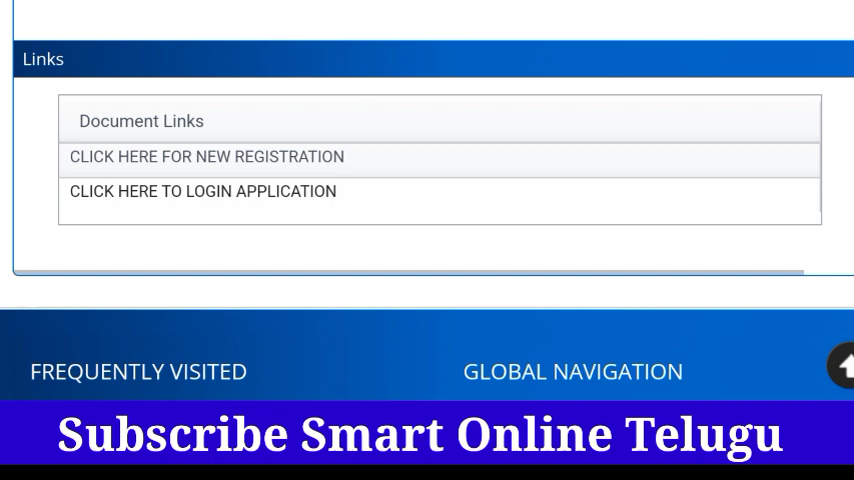 Links
Document Links
CLICK HERE FOR NEW REGISTRATION
CLICK HERE TO LOGIN APPLICATION
FREQUENTLY VISITED
GLOBAL NAVIGATION
Subscribe Smart Online Telugu